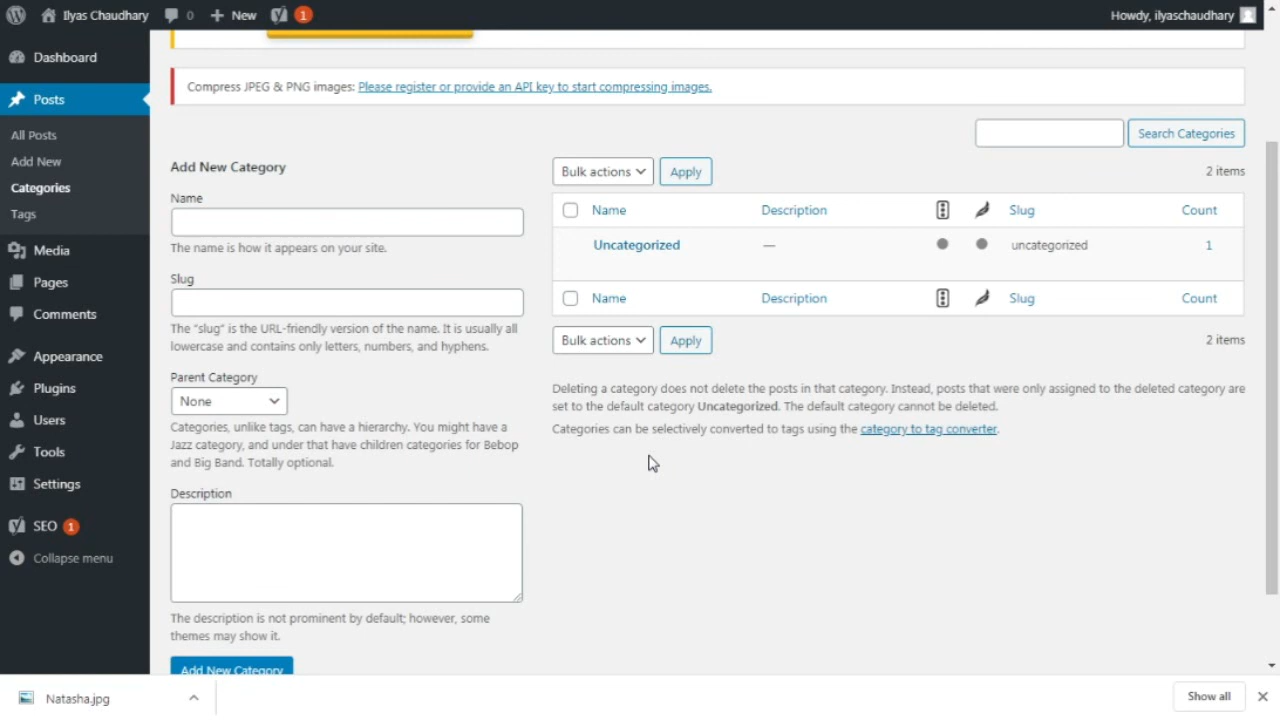 Ilyas Chaudhary 0 New 1 Howdy, ilyaschaudhary
Dashboard
Posts
All Posts
Add New
Categories
Tags
Media
Pages
Comments
Appearance
Plugins
Users
Tools
Settings
SEO 1
Collapse menu
Compress JPEG & PNG images: Please register or provide an API key to start compressing images.
Search Categories
Add New Category
Name
The name is how it appears on your site.
Slug
The "slug" is the URL-friendly version of the name. It is usually all
lowercase and contains only letters, numbers, and hyphens.
Parent Category
None
Categories, unlike tags, can have a hierarchy. You might have a
Jazz category, and under that have children categories for Bebop
and Big Band. Totally optional.
Description
The description is not prominent by default; however, some
themes may show it.
Add New Category
Bulk actions Apply 2 items
Name Description Slug Count
Uncategorized — uncategorized 1
Name Description Slug Count
Bulk actions Apply 2 items
Deleting a category does not delete the posts in that category. Instead, posts that were only assigned to the deleted category are
set to the default category Uncategorized. The default category cannot be deleted.
Categories can be selectively converted to tags using the category to tag converter.
Natasha.jpg Show all